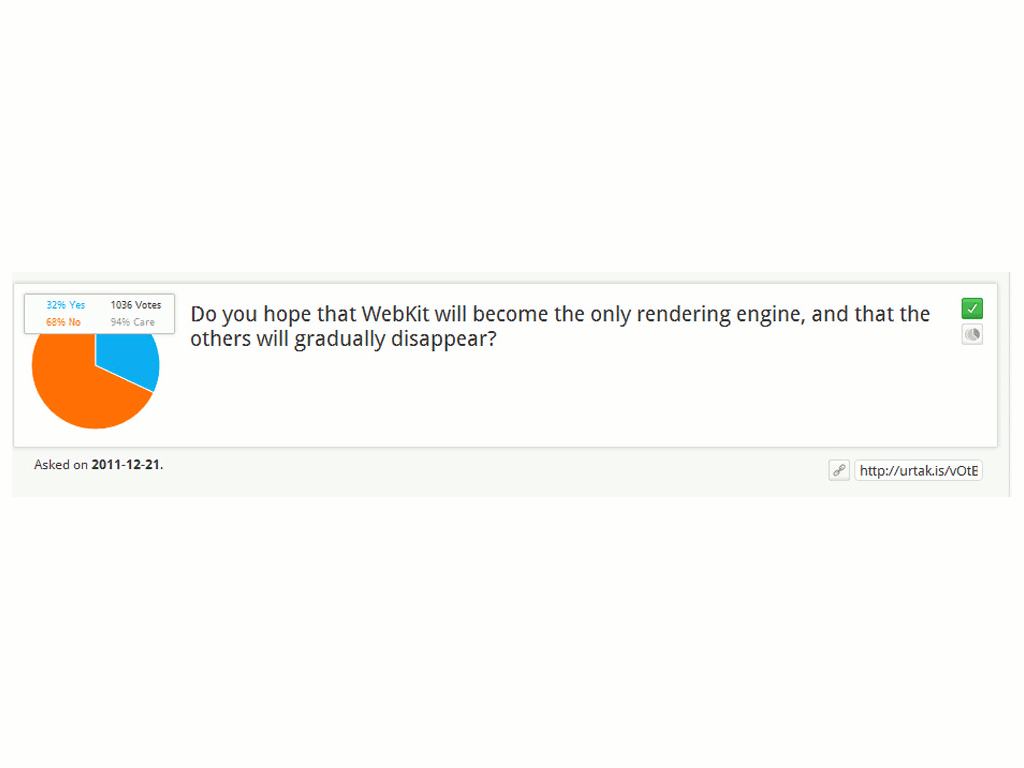 32% Yes 1036 Votes
68% No 94% Care
Do you hope that WebKit will become the only rendering engine, and that the
others will gradually disappear?
Asked on 2011-12-21.
http://urtak.is/vOtE